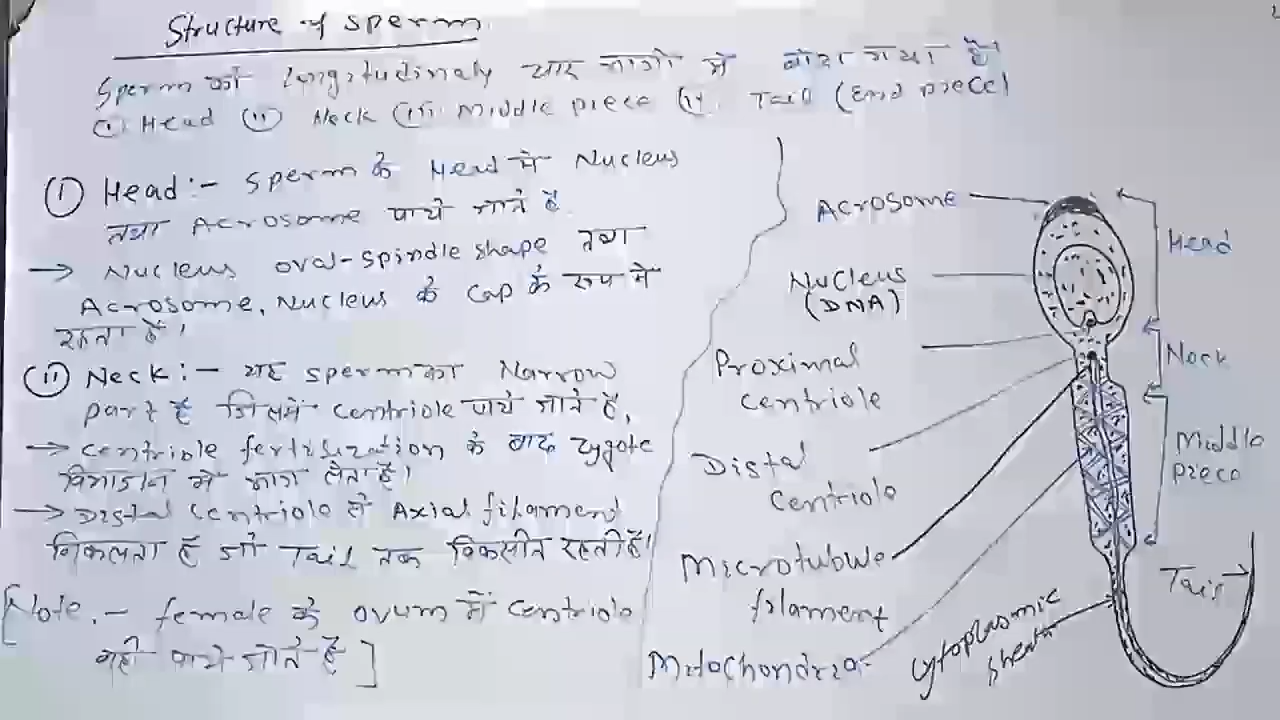 Structure of sperm
Sperm को longitudinaly चार भागो में बांटा गया है।
(i) Head (ii) Neck (iii) Middle piece (iv) Tail (End piece)
(i) Head :- sperm के Head मे Nucleus
तथा Acrosome पाये जाते है
→ Nucleus oval-spindle shape तथा
Acrosome, Nucleus के cap के रूप मे
रहता है।
(ii) Neck :- यह sperm का Narrow
part है जिसमें centriole पाये जाते है,
→ centriole fertilization के बाद zygote
विभाजन मे भाग लेता है।
→ Distal centriole से Axial filament
निकलता है जो Tail तक विकसीत रहती है।
[Note :- female के ovum में centriole
नही पाये जाते है ]
Acrosome
Nucleus
(DNA)
Proximal
centriole
Distal
centriole
Microtubule
filament
Mitochondria
cytoplasmic
sheath
Head
Neck
Middle
piece
Tail